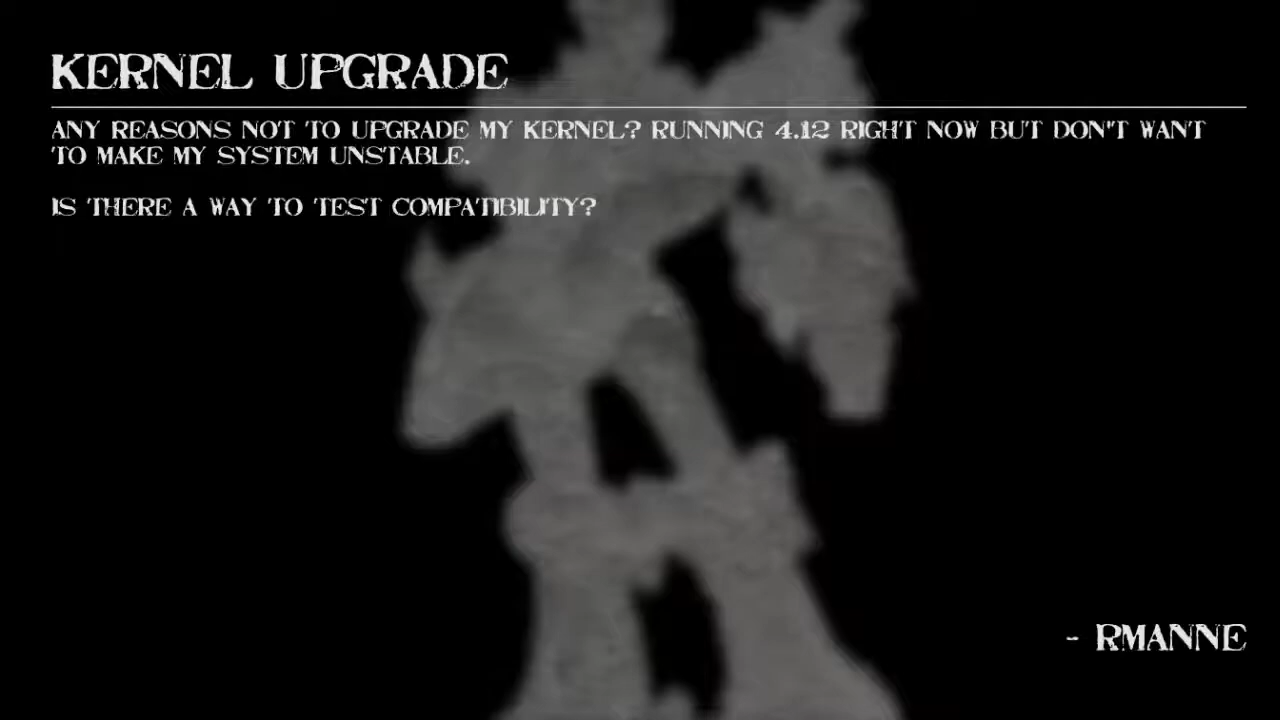 KERNEL UPGRADE
ANY REASONS NOT TO UPGRADE MY KERNEL? RUNNING 4.12 RIGHT NOW BUT DON'T WANT
TO MAKE MY SYSTEM UNSTABLE.
IS THERE A WAY TO TEST COMPATIBILITY?
- RMANNE